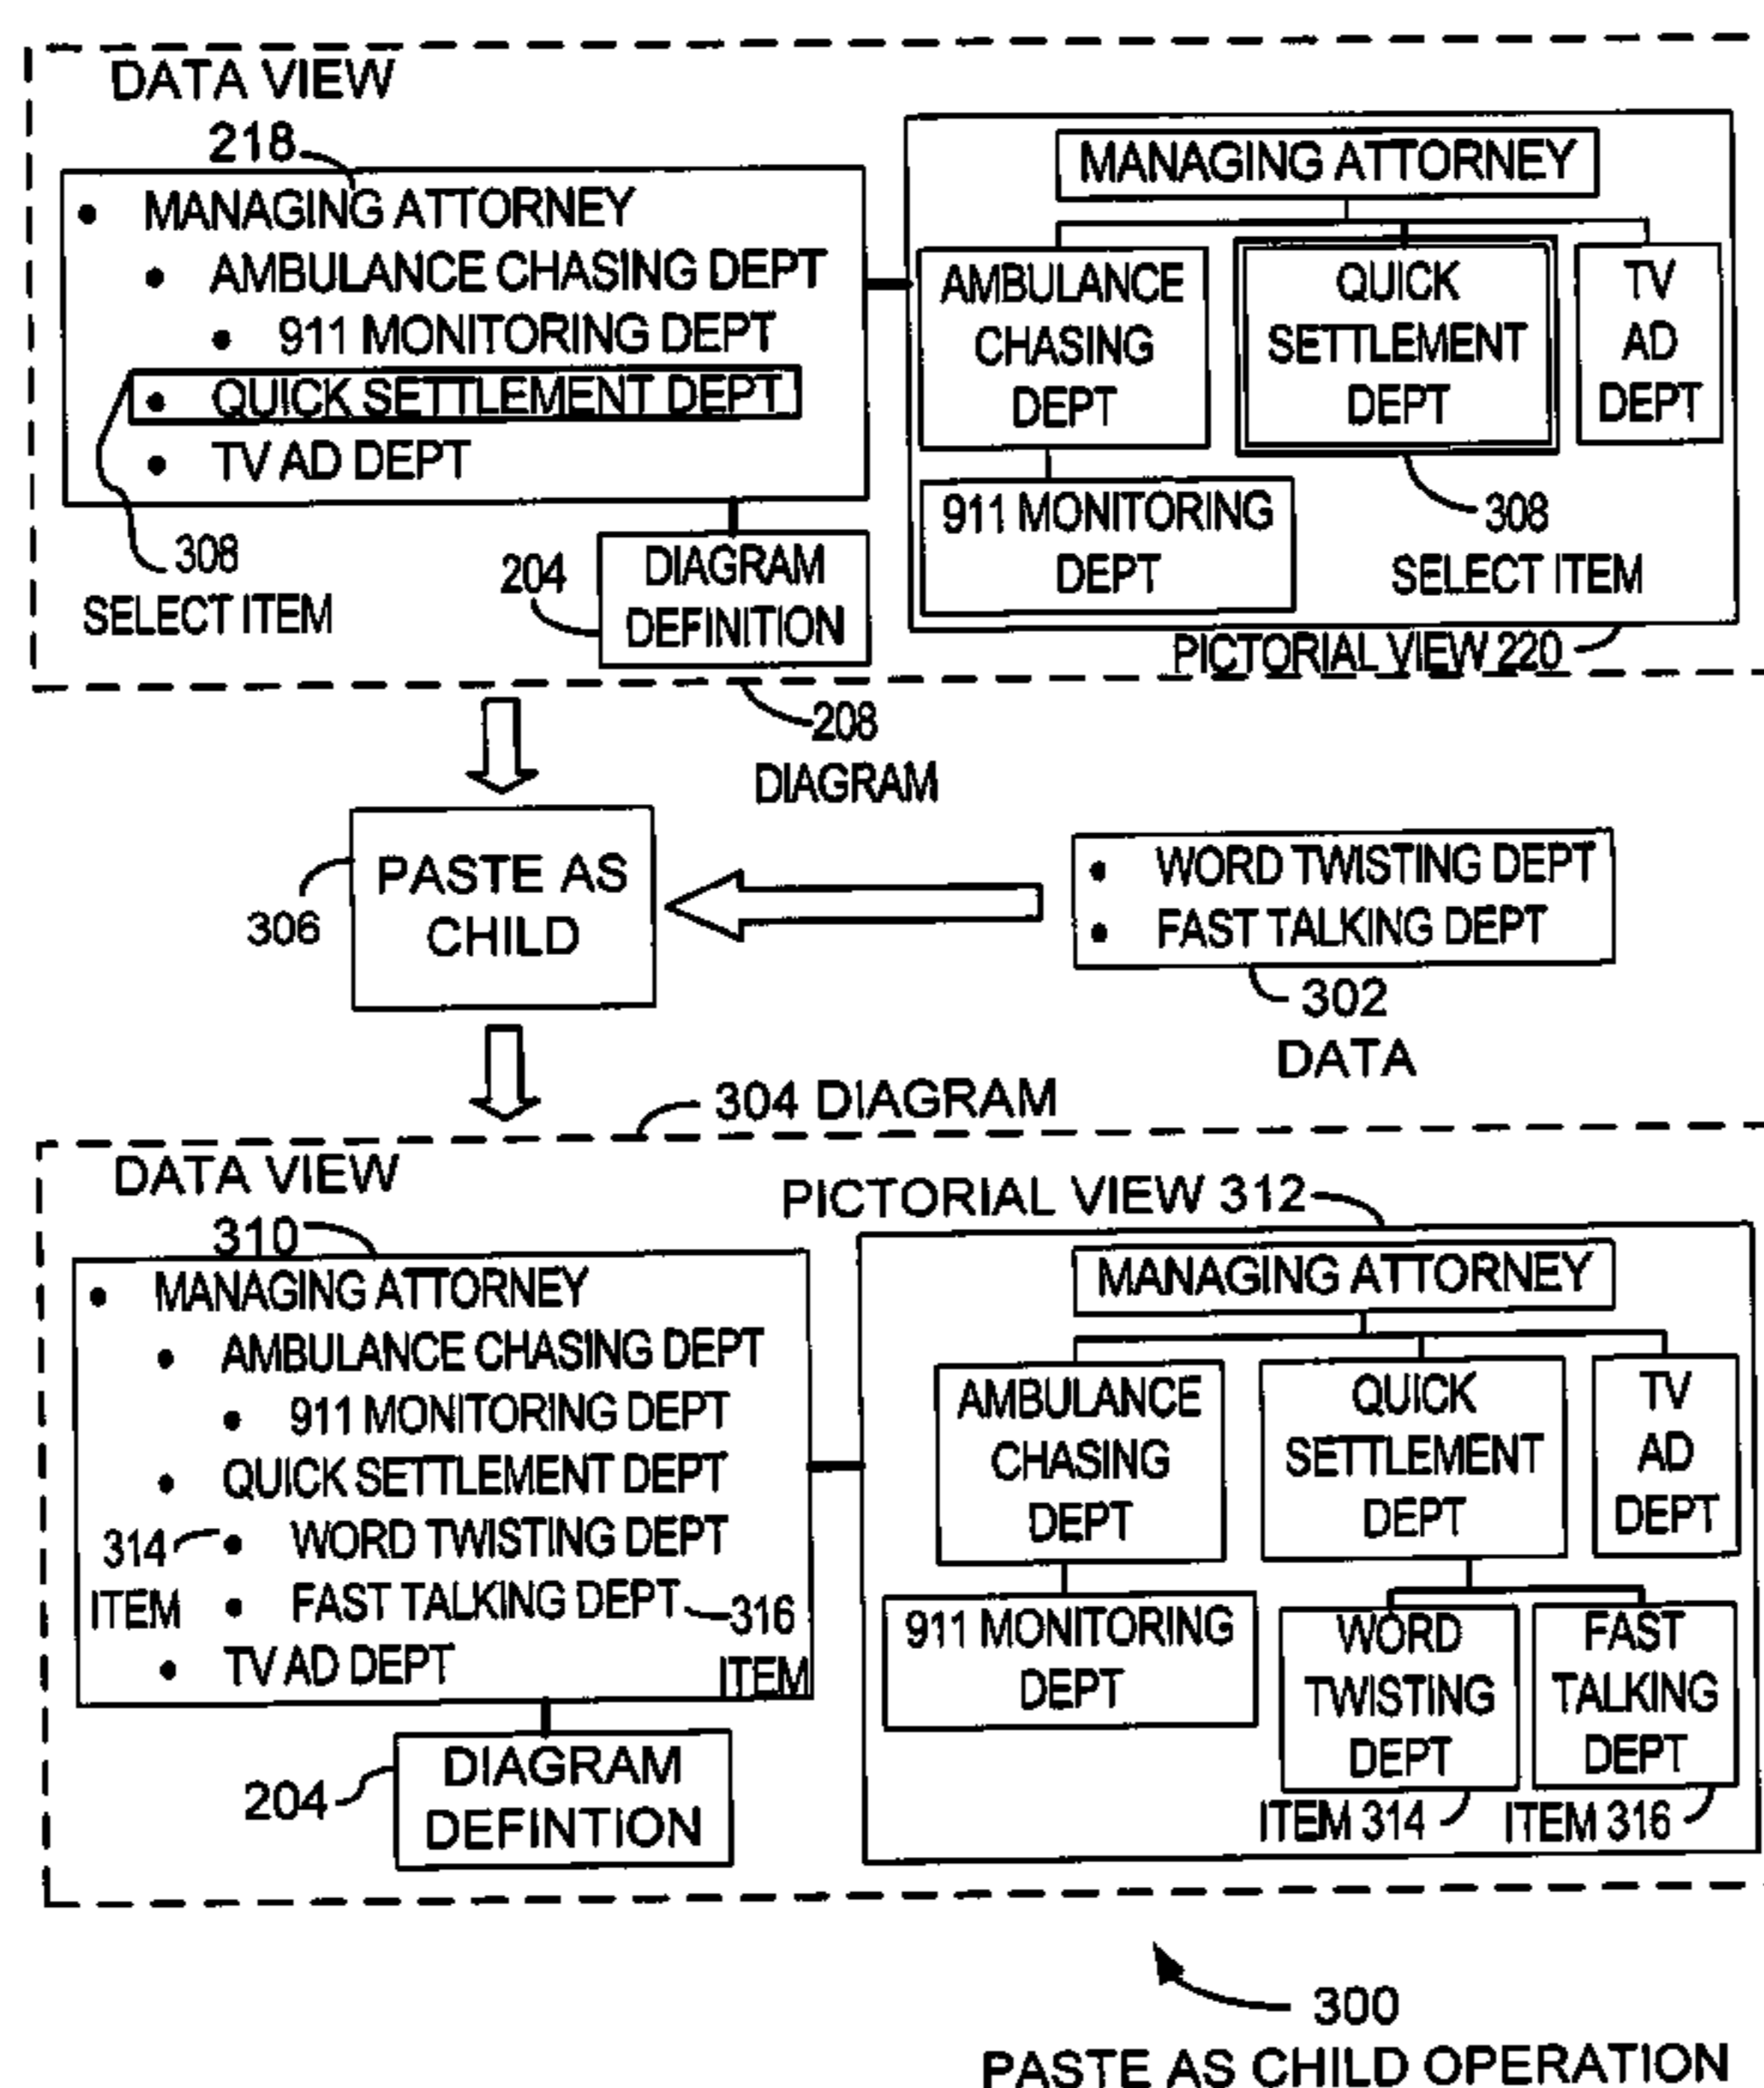 DATA VIEW
218
• MANAGING ATTORNEY
• AMBULANCE CHASING DEPT
• 911 MONITORING DEPT
• QUICK SETTLEMENT DEPT
• TV AD DEPT
308
SELECT ITEM
204
DIAGRAM
DEFINITION
MANAGING ATTORNEY
AMBULANCE
CHASING
DEPT
QUICK
SETTLEMENT
DEPT
TV
AD
DEPT
911 MONITORING
DEPT
308
SELECT ITEM
PICTORIAL VIEW 220
208
DIAGRAM
PASTE AS
CHILD
306
• WORD TWISTING DEPT
• FAST TALKING DEPT
302
DATA
304 DIAGRAM
DATA VIEW
310
• MANAGING ATTORNEY
• AMBULANCE CHASING DEPT
• 911 MONITORING DEPT
• QUICK SETTLEMENT DEPT
314 • WORD TWISTING DEPT
ITEM • FAST TALKING DEPT 316
• TV AD DEPT ITEM
204
DIAGRAM
DEFINTION
PICTORIAL VIEW 312
MANAGING ATTORNEY
AMBULANCE
CHASING
DEPT
QUICK
SETTLEMENT
DEPT
TV
AD
DEPT
911 MONITORING
DEPT
WORD
TWISTING
DEPT
FAST
TALKING
DEPT
ITEM 314
ITEM 316
300
PASTE AS CHILD OPERATION